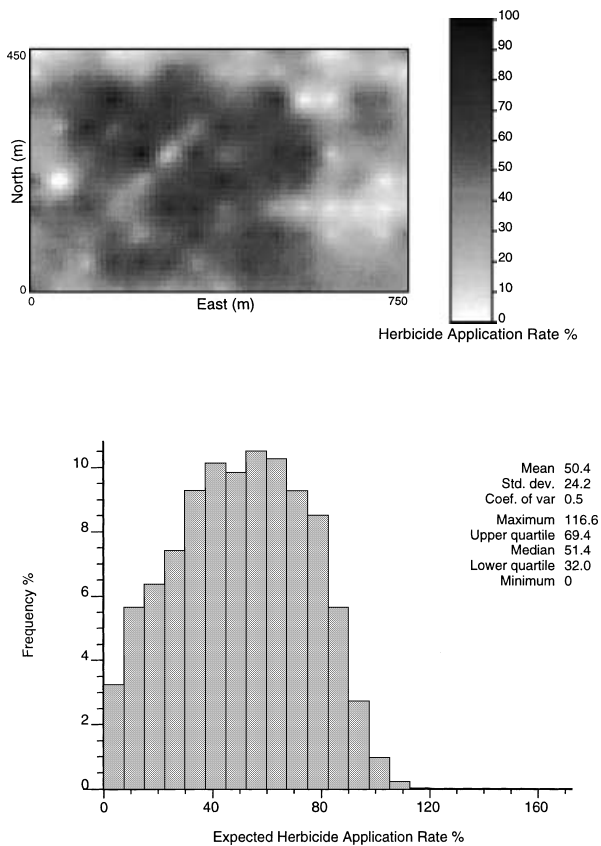 100
90
80
70
60
50
40
30
20
10
0
450
North (m)
0
0
East (m)
750
Herbicide Application Rate %
10
8
6
4
2
0
Frequency %
Mean 50.4
Std. dev. 24.2
Coef. of var 0.5
Maximum 116.6
Upper quartile 69.4
Median 51.4
Lower quartile 32.0
Minimum 0
0 40 80 120 160
Expected Herbicide Application Rate %